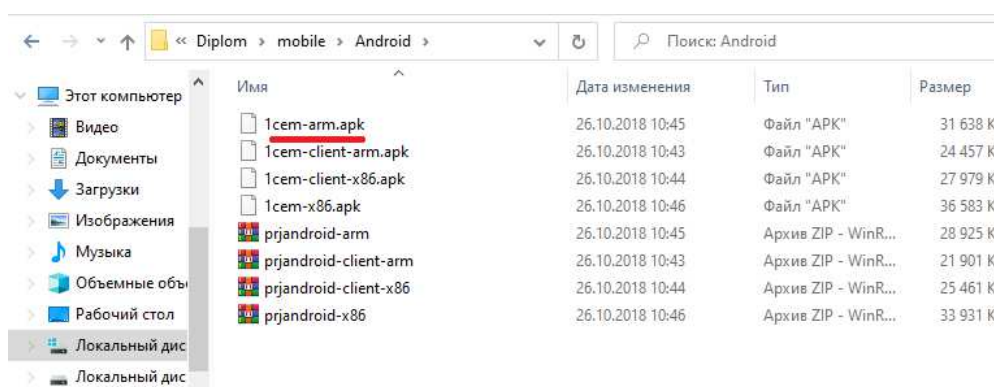 « Diplom › mobile › Android ›
Поиск: Android
Имя Дата изменения Тип Размер
Этот компьютер
Видео
Документы
Загрузки
Изображения
Музыка
Объемные объ
Рабочий стол
Локальный дис
Локальный дис
1cem-arm.apk 26.10.2018 10:45 Файл "APK" 31 638 К
1cem-client-arm.apk 26.10.2018 10:43 Файл "APK" 24 457 К
1cem-client-x86.apk 26.10.2018 10:44 Файл "APK" 27 979 К
1cem-x86.apk 26.10.2018 10:46 Файл "APK" 36 583 К
prjandroid-arm 26.10.2018 10:45 Архив ZIP - WinR... 28 925 К
prjandroid-client-arm 26.10.2018 10:43 Архив ZIP - WinR... 21 901 К
prjandroid-client-x86 26.10.2018 10:44 Архив ZIP - WinR... 25 461 К
prjandroid-x86 26.10.2018 10:46 Архив ZIP - WinR... 33 931 К